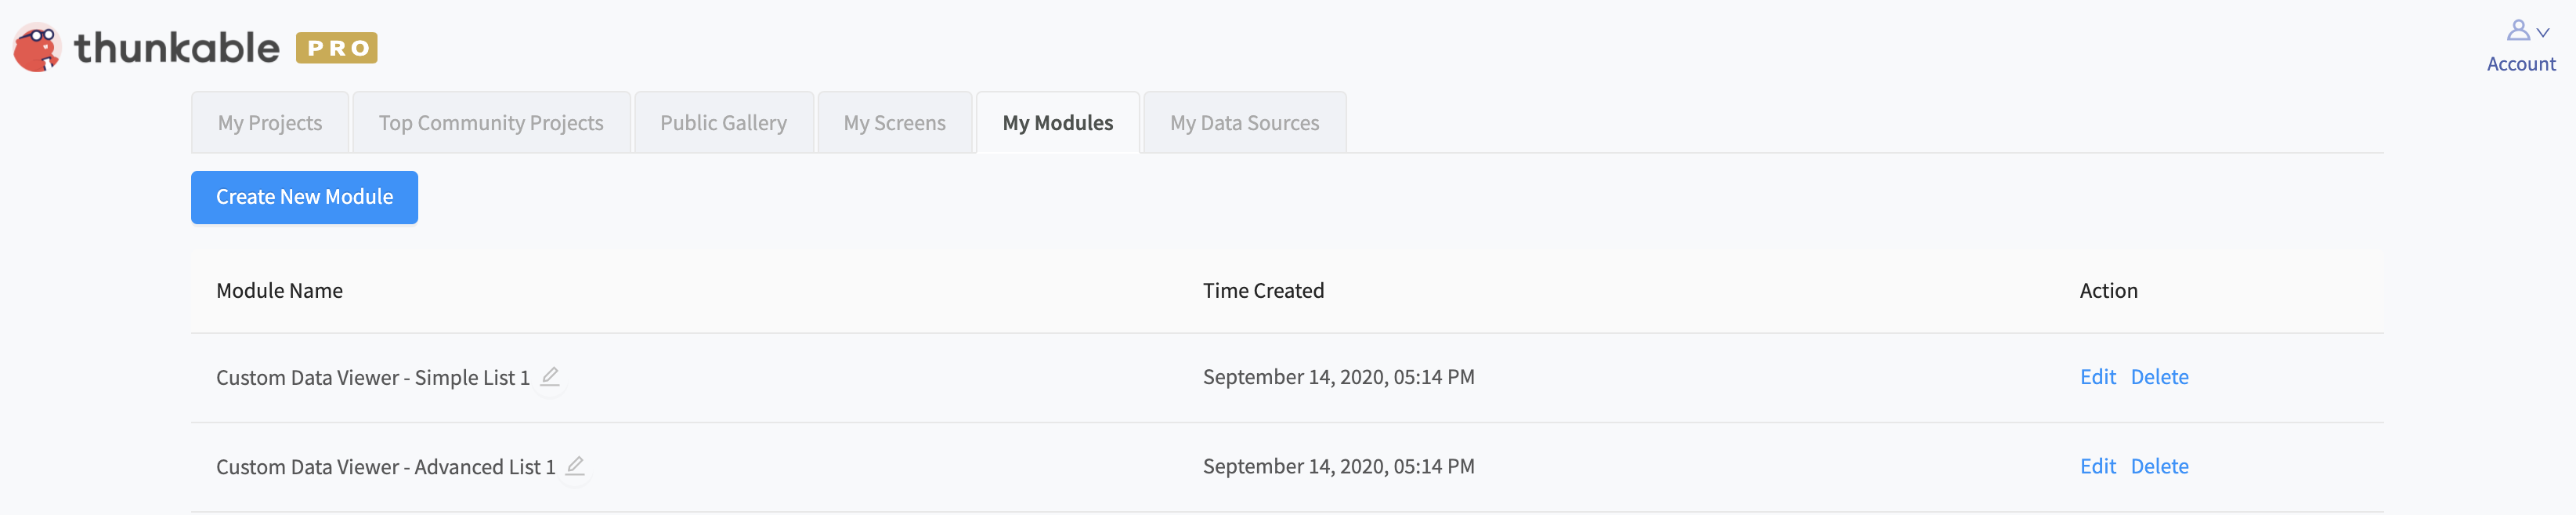 thunkable PRO
Account
My Projects Top Community Projects Public Gallery My Screens My Modules My Data Sources
Create New Module
Module Name Time Created Action
Custom Data Viewer - Simple List 1 September 14, 2020, 05:14 PM Edit Delete
Custom Data Viewer - Advanced List 1 September 14, 2020, 05:14 PM Edit Delete